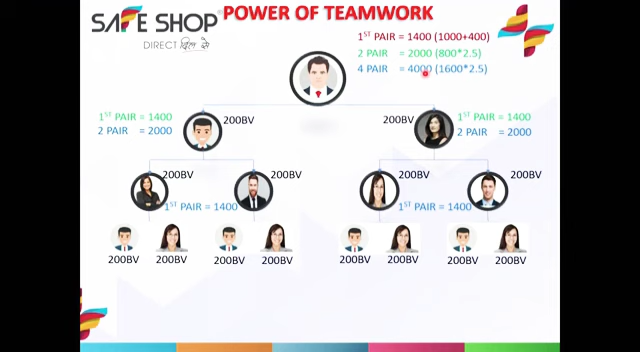 SAFE SHOP
DIRECT दिल से
POWER OF TEAMWORK
1ST PAIR = 1400 (1000+400)
2 PAIR = 2000 (800*2.5)
4 PAIR = 4000 (1600*2.5)
1ST PAIR = 1400
2 PAIR = 2000
200BV
200BV
1ST PAIR = 1400
2 PAIR = 2000
200BV
200BV
200BV
200BV
1ST PAIR = 1400
1ST PAIR = 1400
200BV
200BV
200BV
200BV
200BV
200BV
200BV
200BV